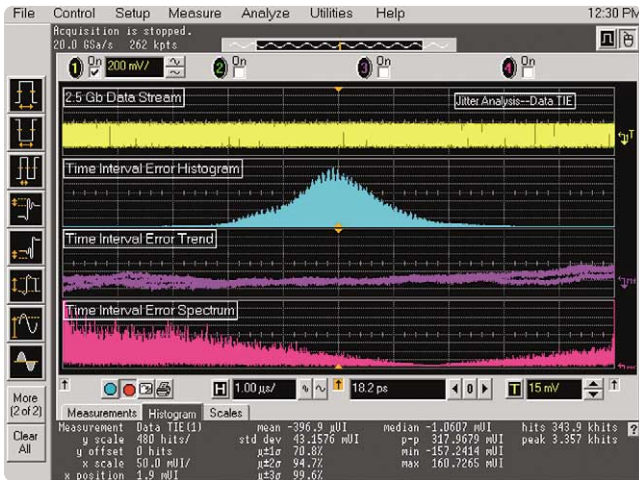 File Control Setup Measure Analyze Utilities Help 12:30 PM
Acquisition is stopped.
20.0 GSa/s 262 kpts
1 On 200 mV/ 2 On 3 On 4 On
2.5 Gb Data Stream
Jitter Analysis--Data TIE
Time Interval Error Histogram
Time Interval Error Trend
Time Interval Error Spectrum
More
(2 of 2)
Clear
All
H 1.00 µs/ 18.2 ps 0 T 15 mV
Measurements Histogram Scales
Measurement Data TIE(1) mean -396.9 µUI median -1.0607 mUI hits 343.9 khits ?
y scale 480 hits/ std dev 43.1576 mUI p-p 317.9679 mUI peak 3.357 khits
y offset 0 hits µ±1σ 70.8% min -157.2414 mUI
x scale 50.0 mUI/ µ±2σ 94.7% max 160.7265 mUI
x position 1.9 mUI µ±3σ 99.6%